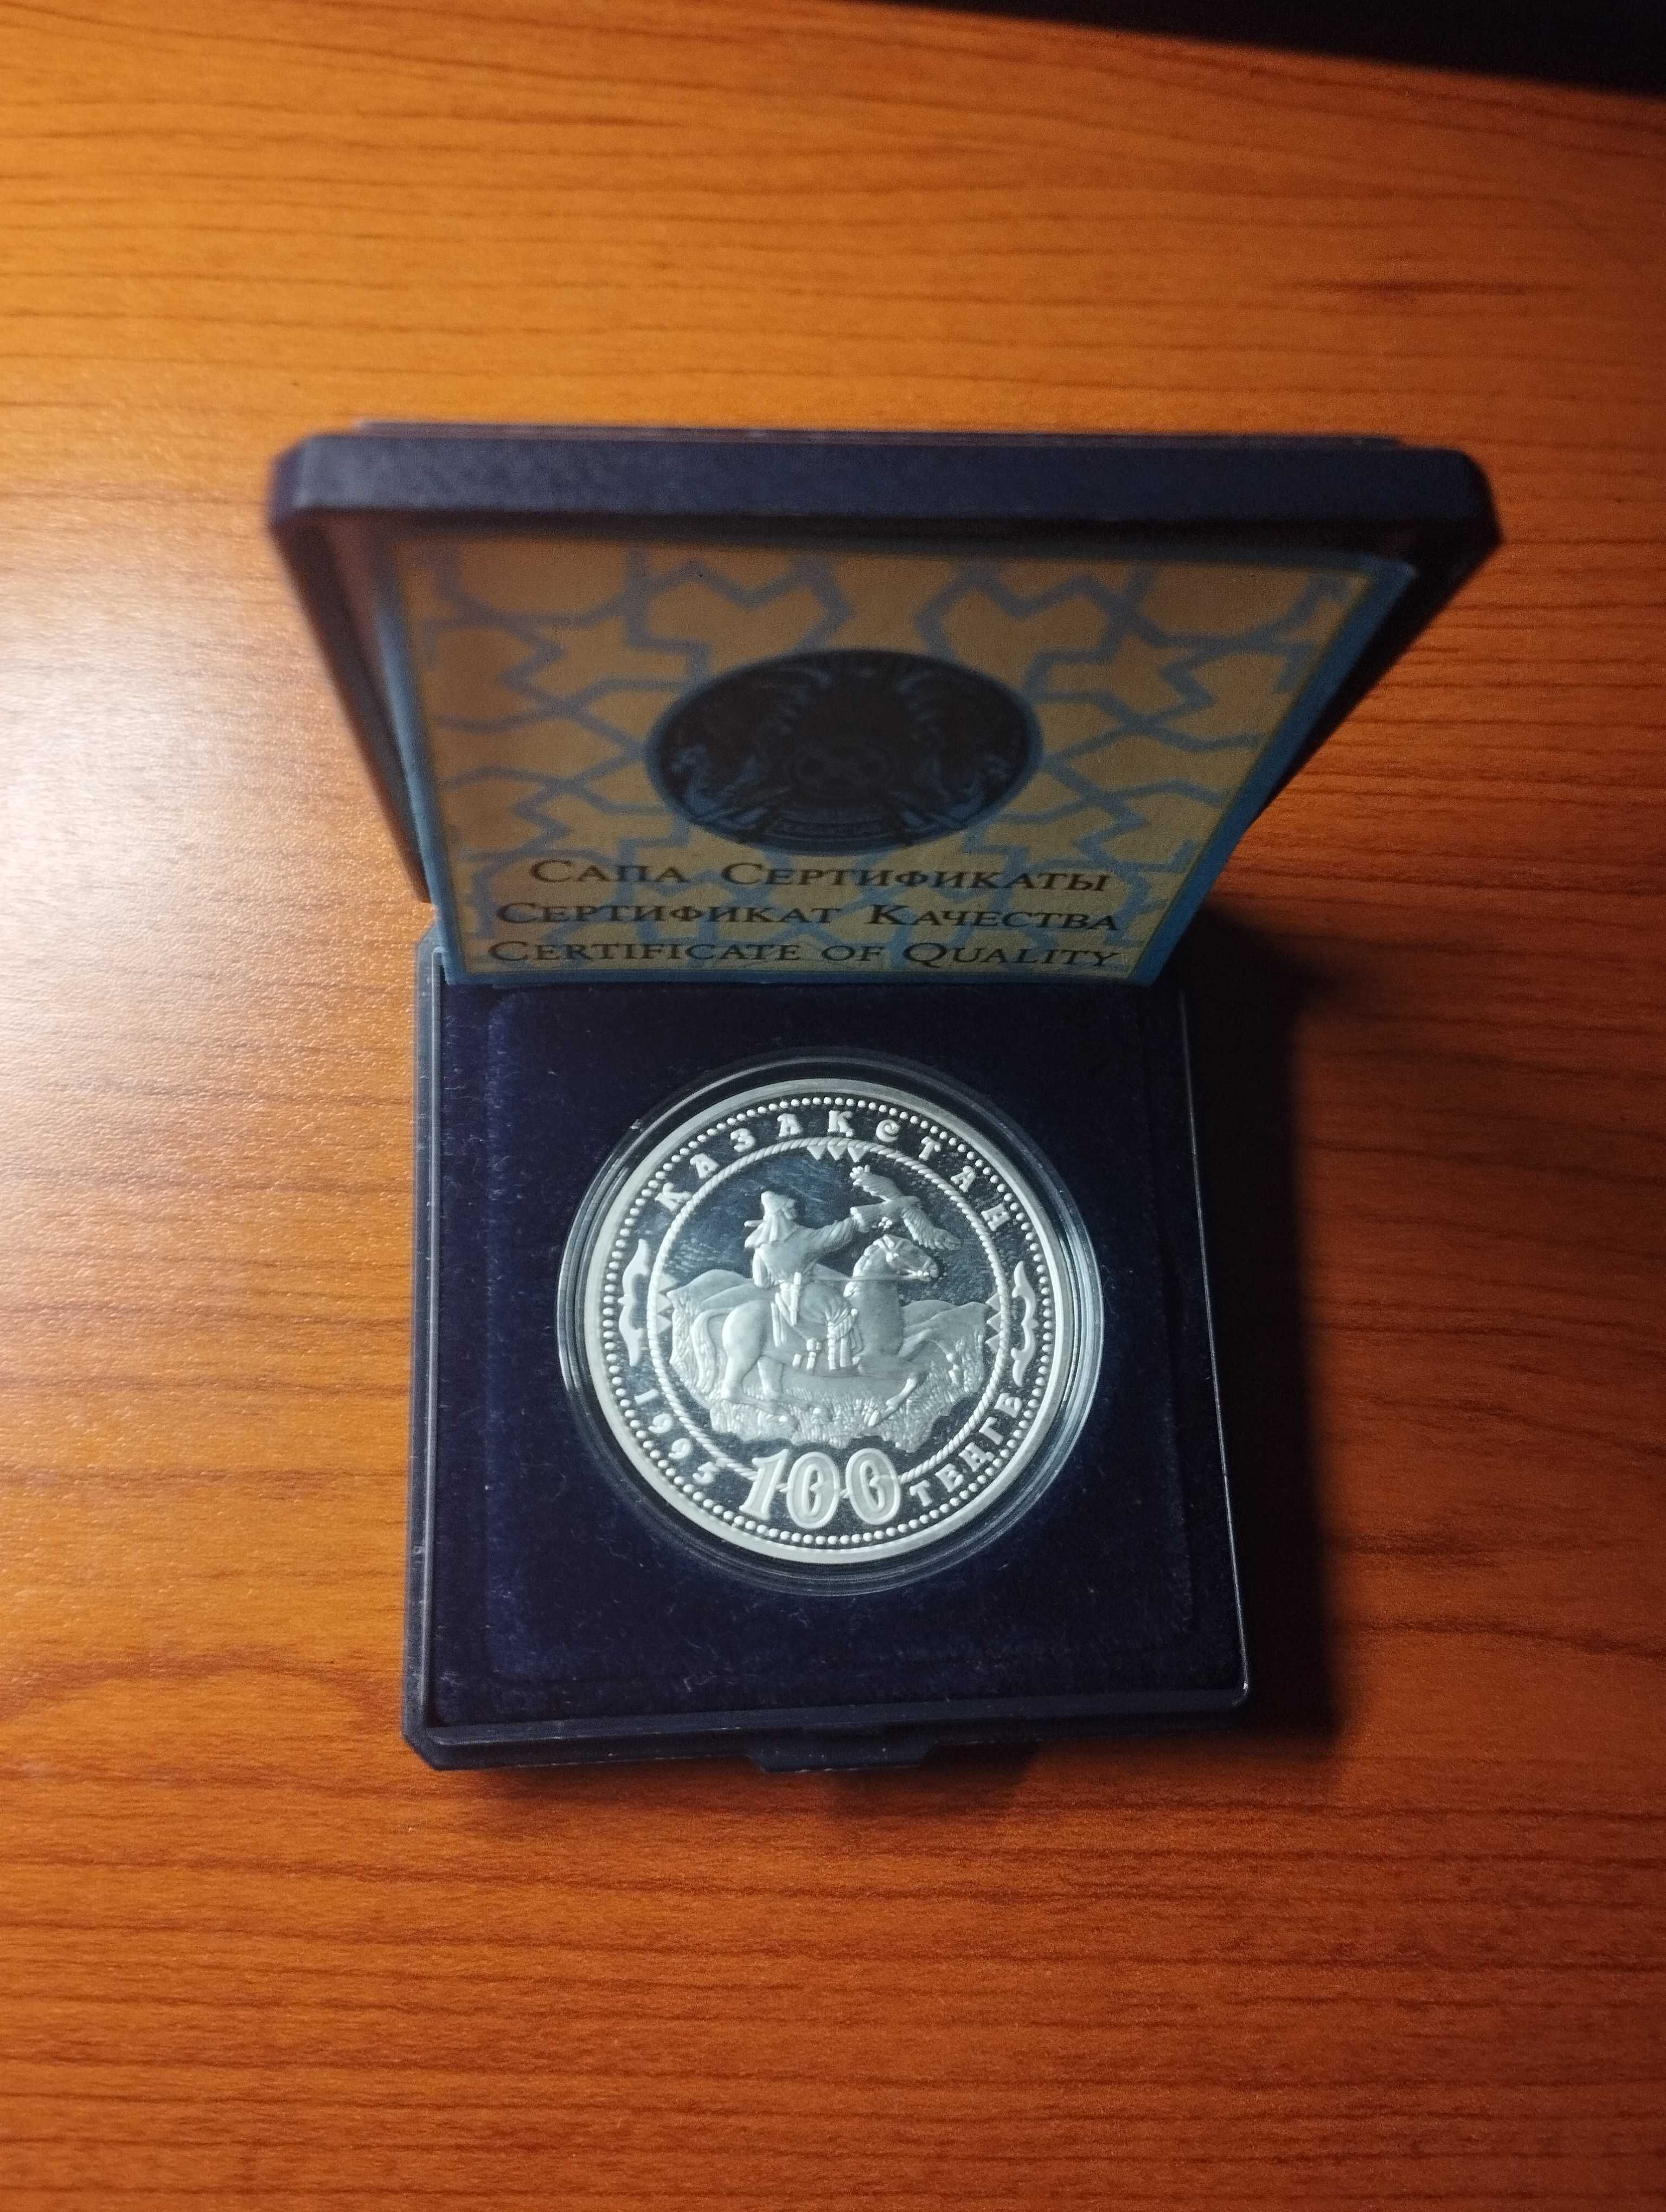 Сапа Сертификаты
Сертификат Качества
Certificate of Quality
ҚАЗАҚСТАН
1995 100 ТЕҢГЕ